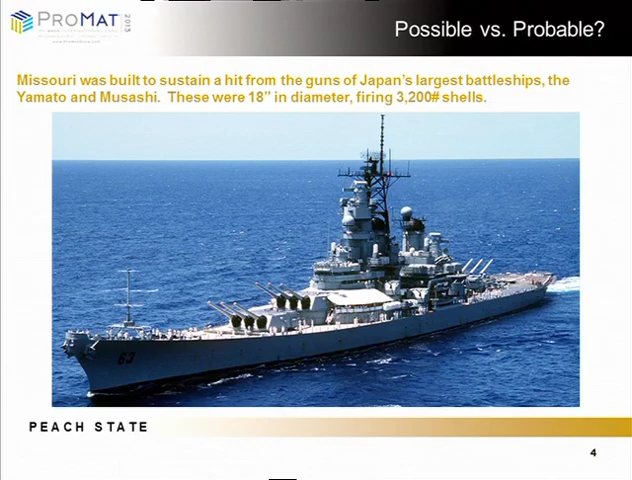 PROMAT
2013
Possible vs. Probable?
Missouri was built to sustain a hit from the guns of Japan's largest battleships, the
Yamato and Musashi. These were 18" in diameter, firing 3,200# shells.
63
PEACH STATE
4